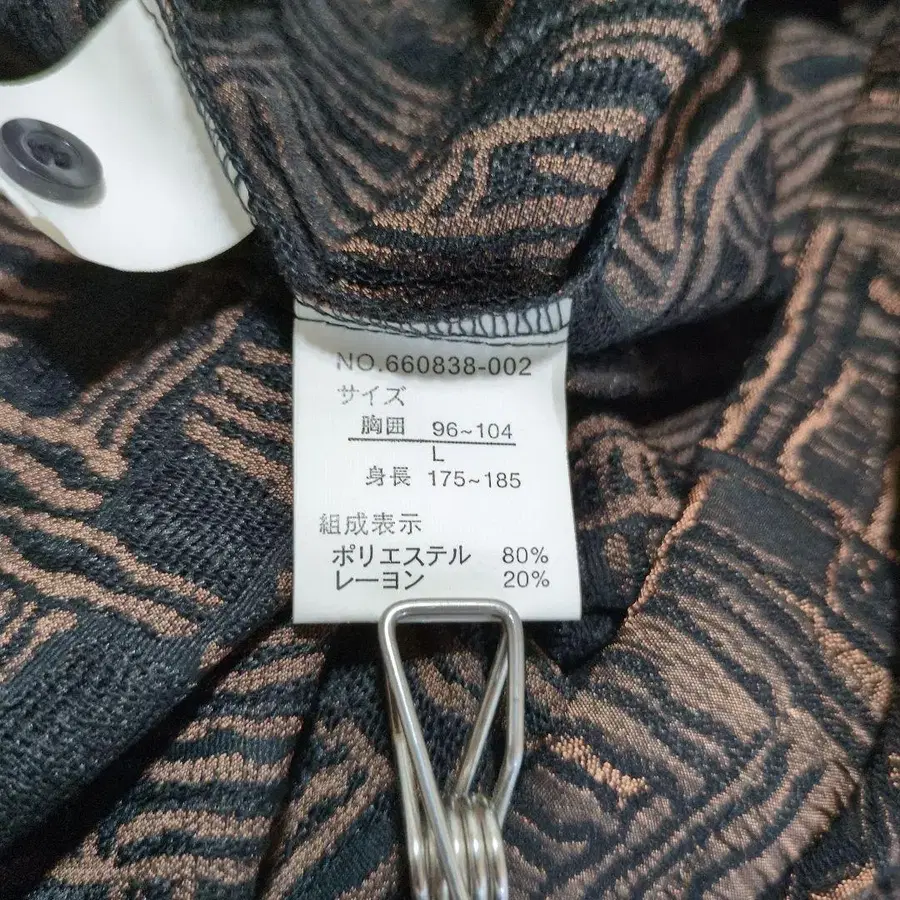 NO.660838-002
サイズ
胸囲 96~104
L
身長 175~185
組成表示
ポリエステル 80%
レーヨン 20%